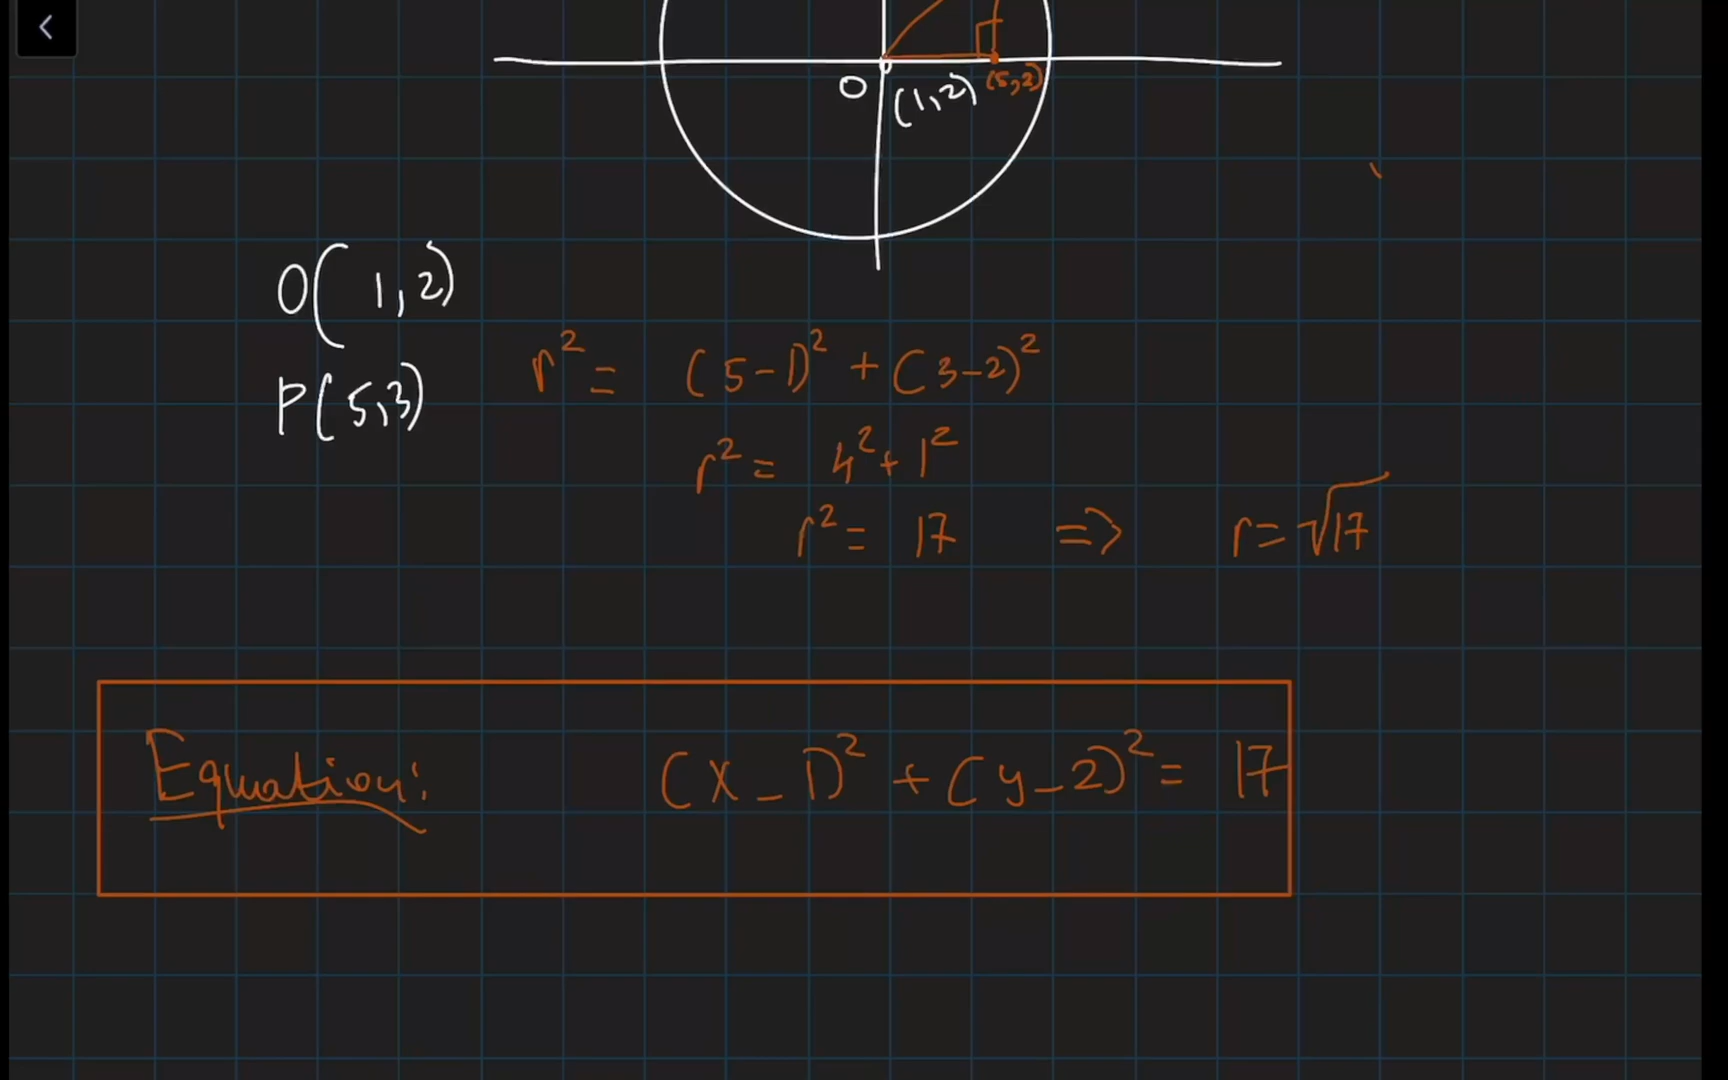 O (1,2) (5,2)
O( 1,2)
P(5,3)
r² = (5-1)² + (3-2)²
r² = 4² + 1²
r² = 17 => r = √17
Equation: (x-1)² + (y-2)² = 17